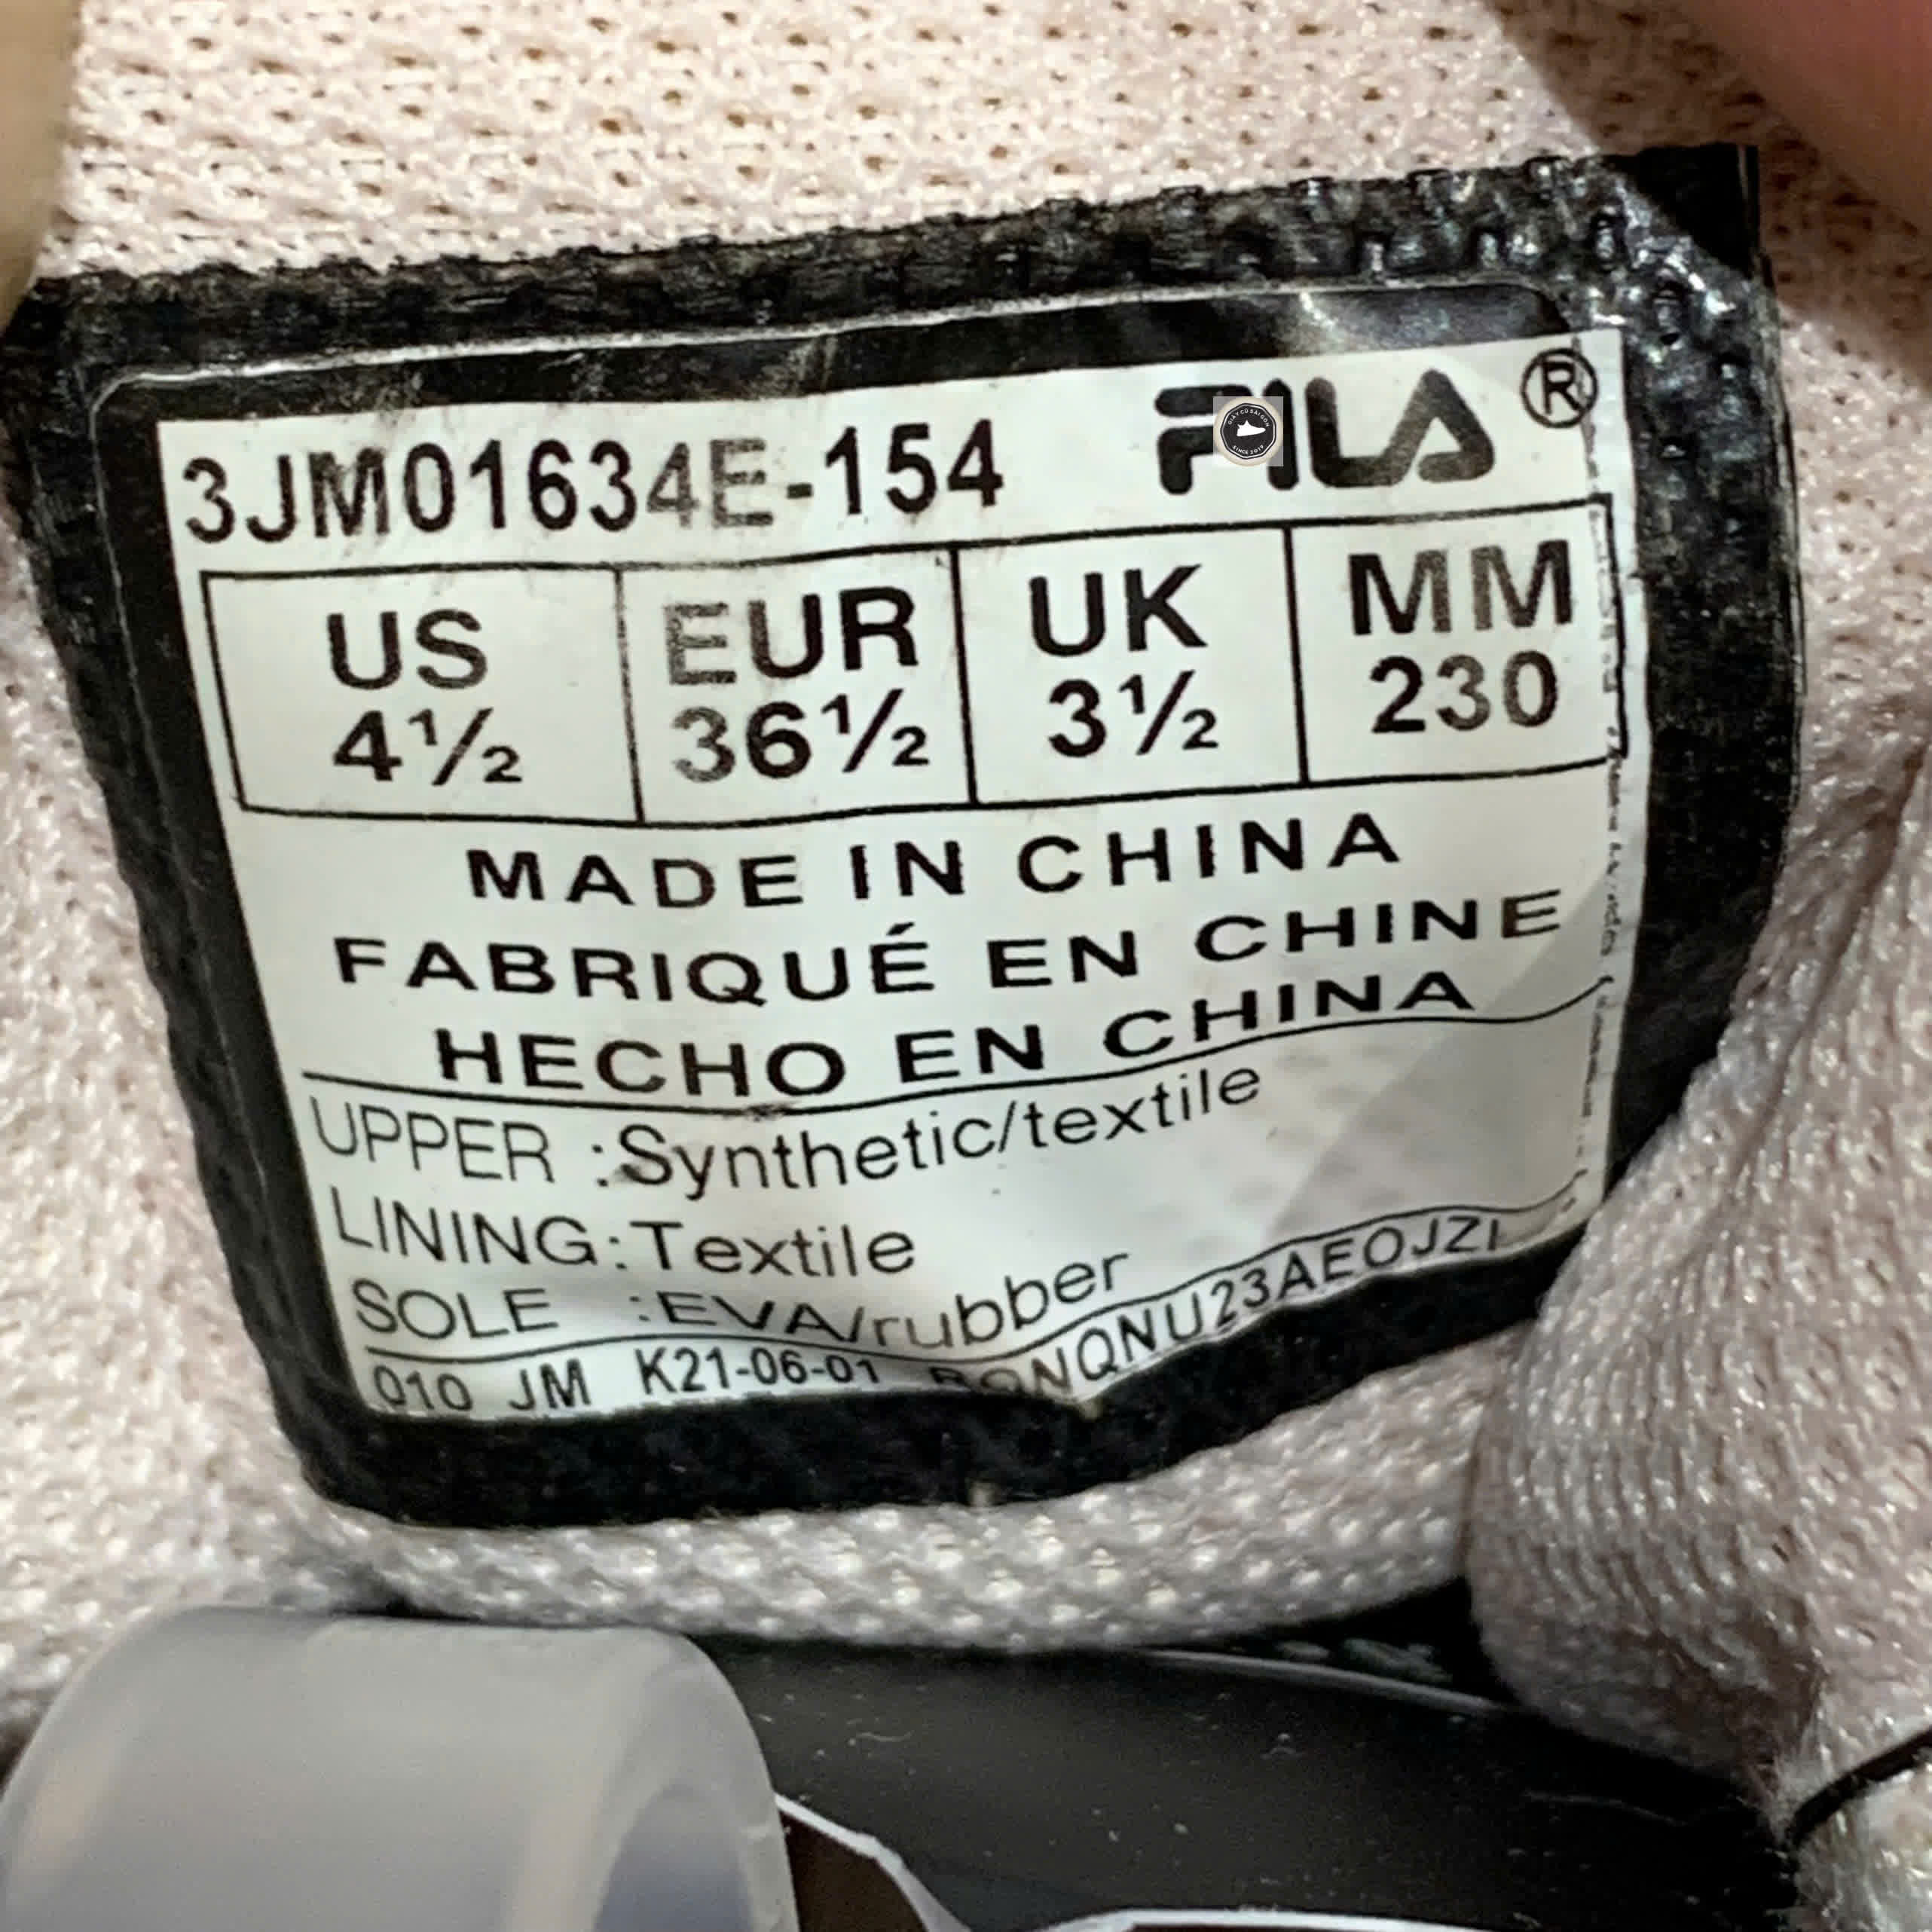 3JM01634E-154 FILA®
US EUR UK MM
4½ 36½ 3½ 230
MADE IN CHINA
FABRIQUÉ EN CHINE
HECHO EN CHINA
UPPER :Synthetic/textile
LINING:Textile
SOLE :EVA/rubber
010 JM K21-06-01